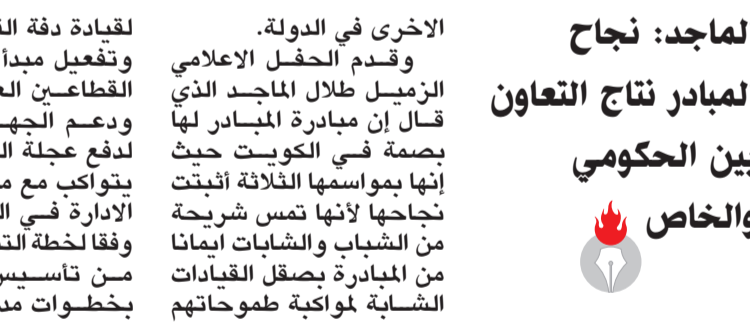 الماجد: نجاح
المبادر نتاج التعاون
بين الحكومي
والخاص
الاخرى في الدولة.
وقدم الحفل الاعلامي
الزميل طلال الماجد الذي
قال إن مبادرة المبادر لها
بصمة في الكويت حيث
إنها بمواسمها الثلاثة أثبتت
نجاحها لأنها تمس شريحة
من الشباب والشابات ايمانا
من المبادرة بصقل القيادات
الشابة لمواكبة طموحاتهم
لقيادة دفة
وتفعيل مبدأ
القطاعين
ودعم
لدفع عجلة
يتواكب مع
الادارة في
وفقا لخطة
من تأسيس
بخطوات